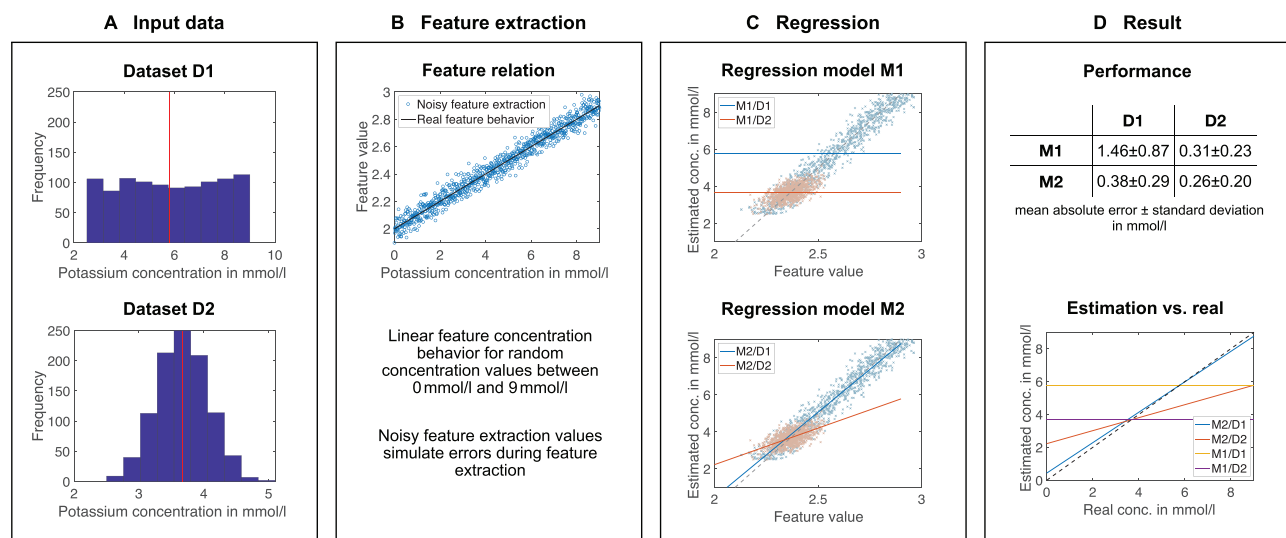 A Input data
Dataset D1
250
200
150
100
50
0
Frequency
2 4 6 8 10
Potassium concentration in mmol/l
Dataset D2
250
200
150
100
50
0
Frequency
2 3 4 5
Potassium concentration in mmol/l
B Feature extraction
Feature relation
3
2.8
2.6
2.4
2.2
2
Feature value
Noisy feature extraction
Real feature behavior
0 2 4 6 8
Potassium concentration in mmol/l
Linear feature concentration
behavior for random
concentration values between
0 mmol/l and 9 mmol/l
Noisy feature extraction values
simulate errors during feature
extraction
C Regression
Regression model M1
8
6
4
2
Estimated conc. in mmol/l
M1/D1
M1/D2
2 2.5 3
Feature value
Regression model M2
8
6
4
2
Estimated conc. in mmol/l
M2/D1
M2/D2
2 2.5 3
Feature value
D Result
Performance
D1 D2
M1 1.46±0.87 0.31±0.23
M2 0.38±0.29 0.26±0.20
mean absolute error ± standard deviation
in mmol/l
Estimation vs. real
8
6
4
2
0
Estimated conc. in mmol/l
M2/D1
M2/D2
M1/D1
M1/D2
0 2 4 6 8
Real conc. in mmol/l